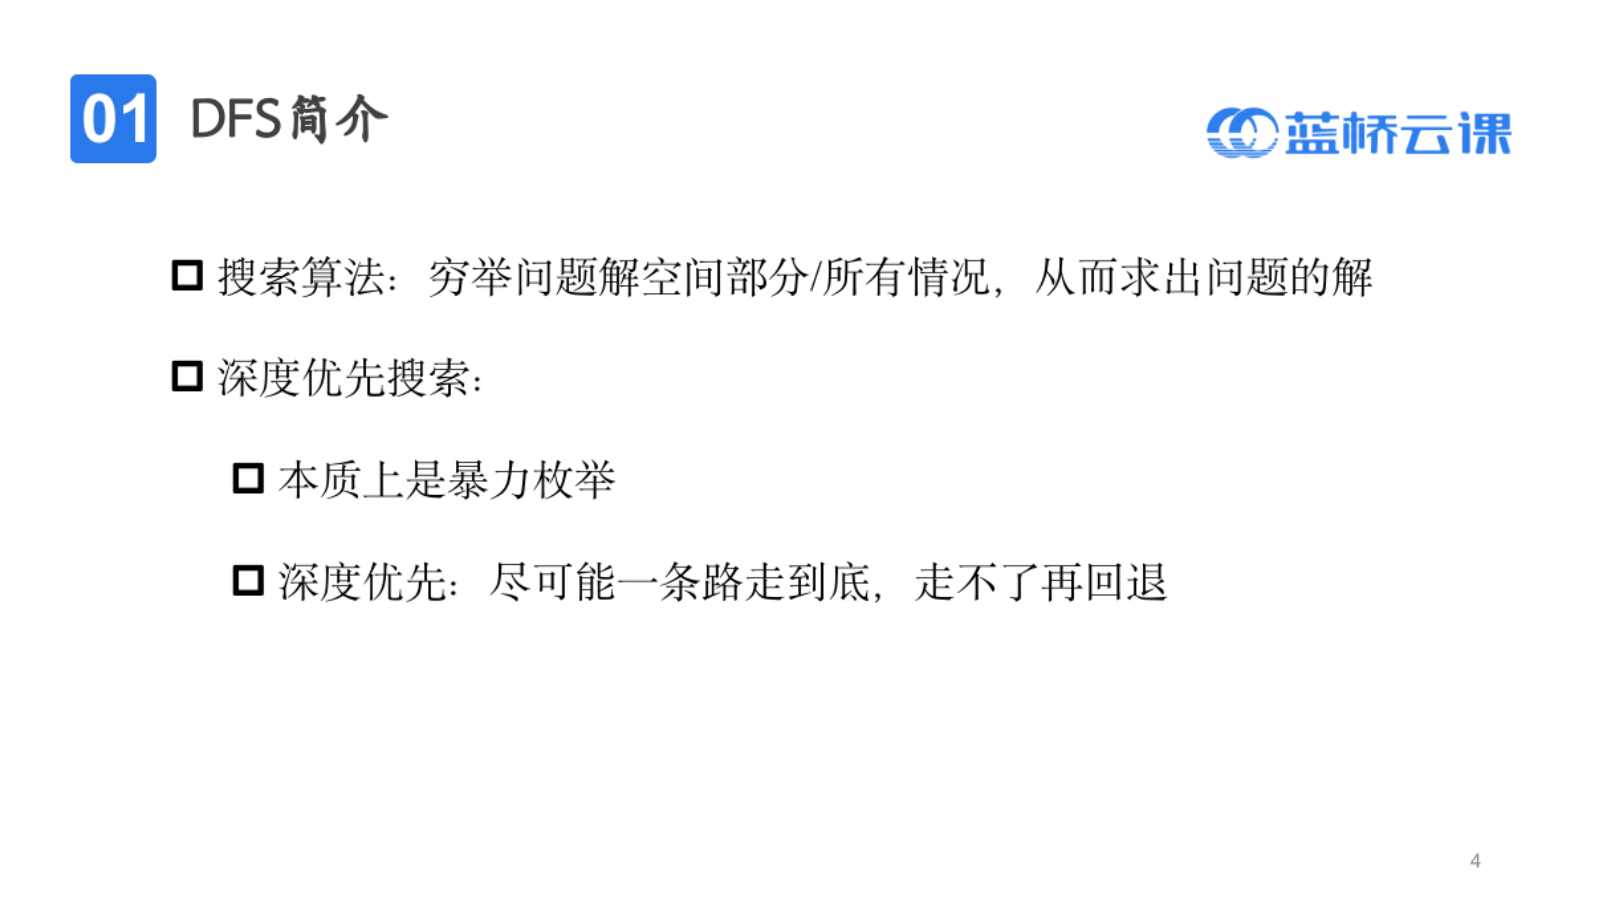 01 DFS简介
蓝桥云课
搜索算法：穷举问题解空间部分/所有情况，从而求出问题的解
深度优先搜索：
本质上是暴力枚举
深度优先：尽可能一条路走到底，走不了再回退
4